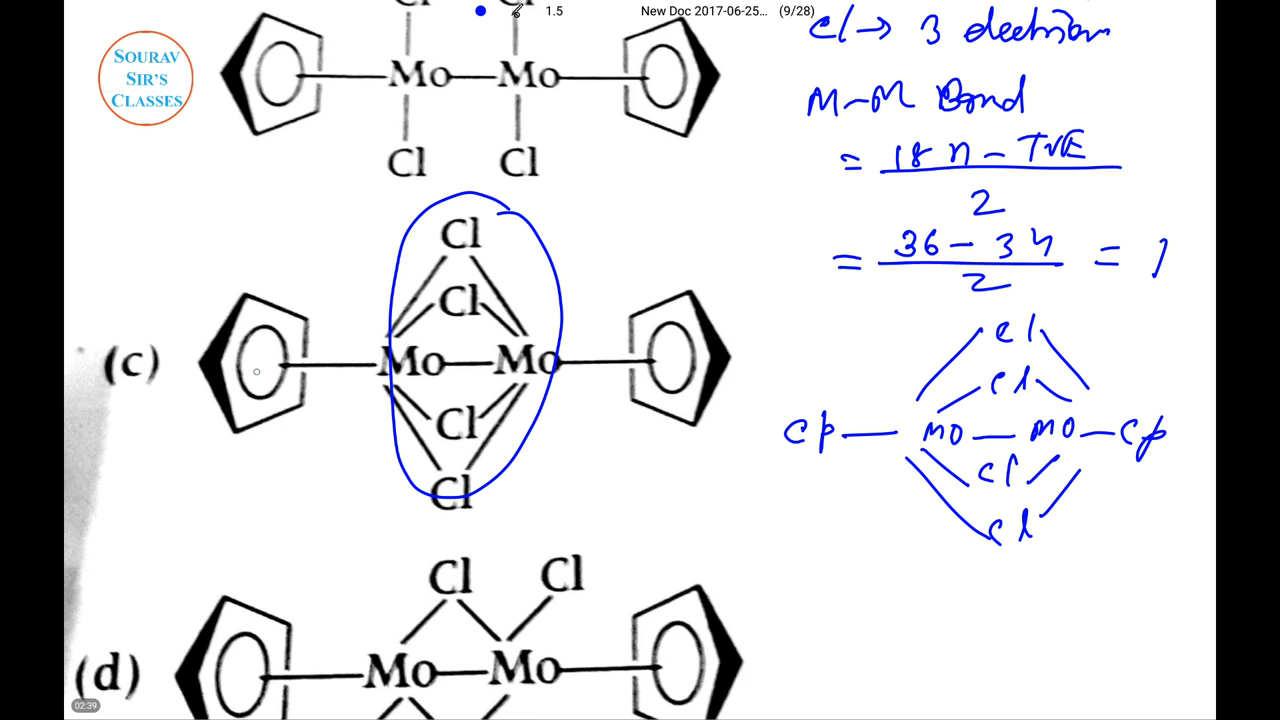 1.5 New Doc 2017-06-25... (9/28)
SOURAV
SIR'S
CLASSES
Mo Mo
Cl Cl
Cl
Cl
(c) Mo Mo
Cl
Cl
Cl Cl
(d) Mo Mo
02:39
Cl → 3 electron
M-M Bond
= 18 n - TVE
2
= 36 - 34 = 1
2
Cl
Cl
Cp Mo Mo Cp
Cl
Cl